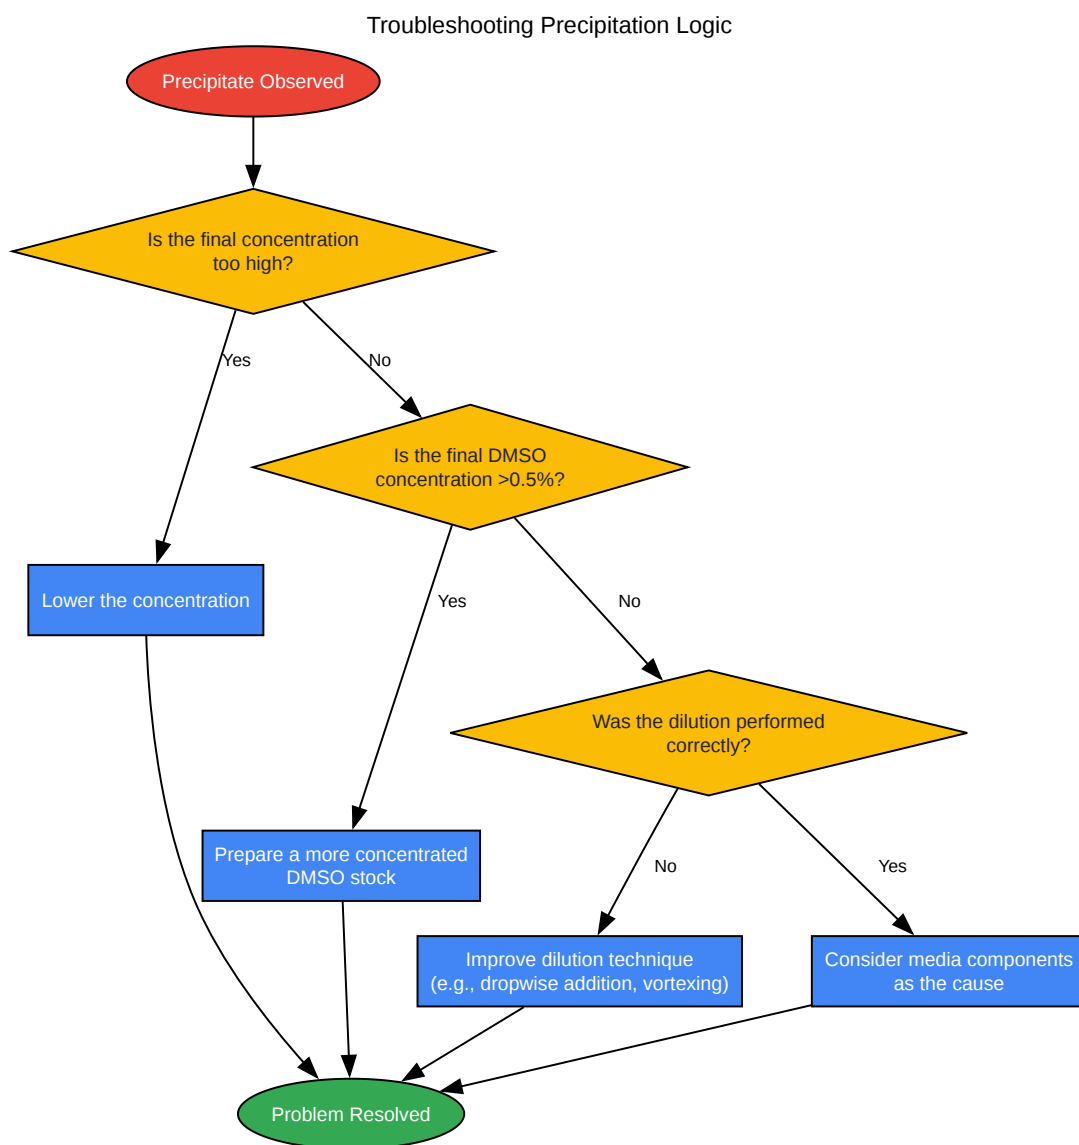 Troubleshooting Precipitation Logic
Precipitate Observed
Is the final concentration
too high?
Yes
No
Is the final DMSO
concentration >0.5%?
Lower the concentration
Yes
No
Was the dilution performed
correctly?
Prepare a more concentrated
DMSO stock
No
Yes
Improve dilution technique
(e.g., dropwise addition, vortexing)
Consider media components
as the cause
Problem Resolved